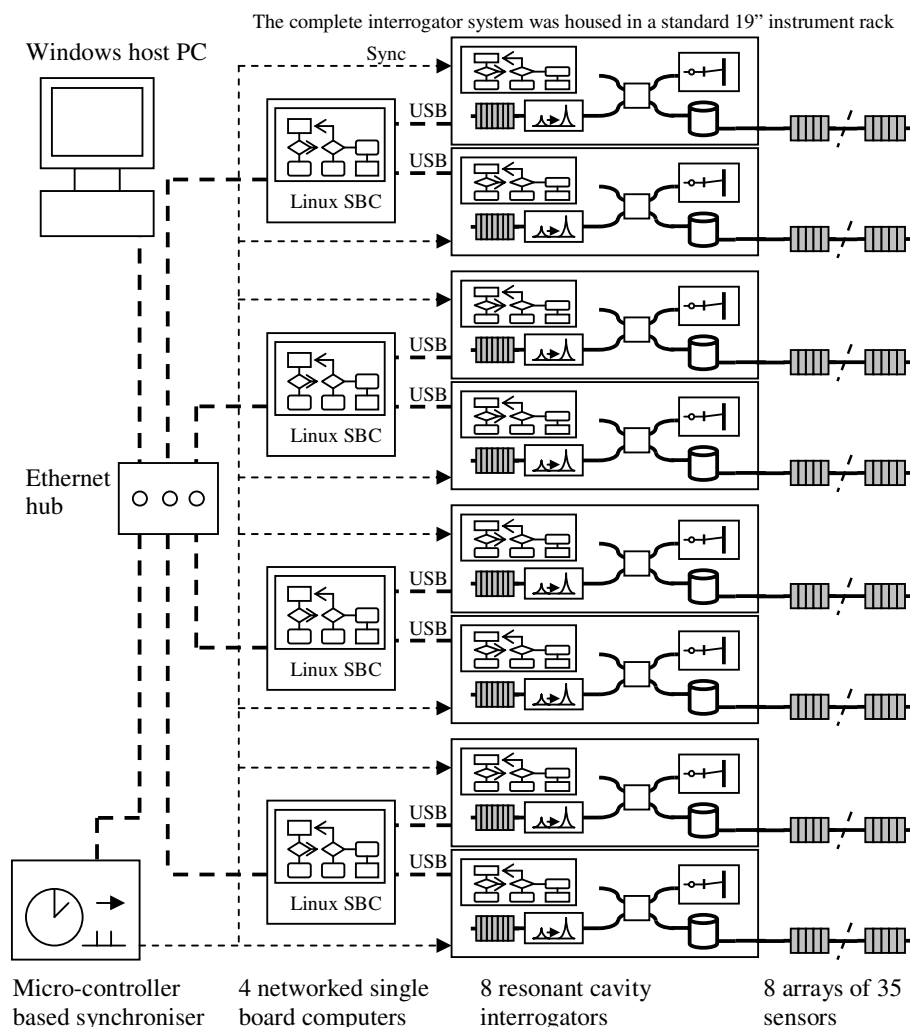 The complete interrogator system was housed in a standard 19” instrument rack
Windows host PC
Sync
USB
USB
Linux SBC
USB
USB
Linux SBC
Ethernet
hub
USB
USB
Linux SBC
USB
USB
Linux SBC
Micro-controller
based synchroniser
4 networked single
board computers
8 resonant cavity
interrogators
8 arrays of 35
sensors